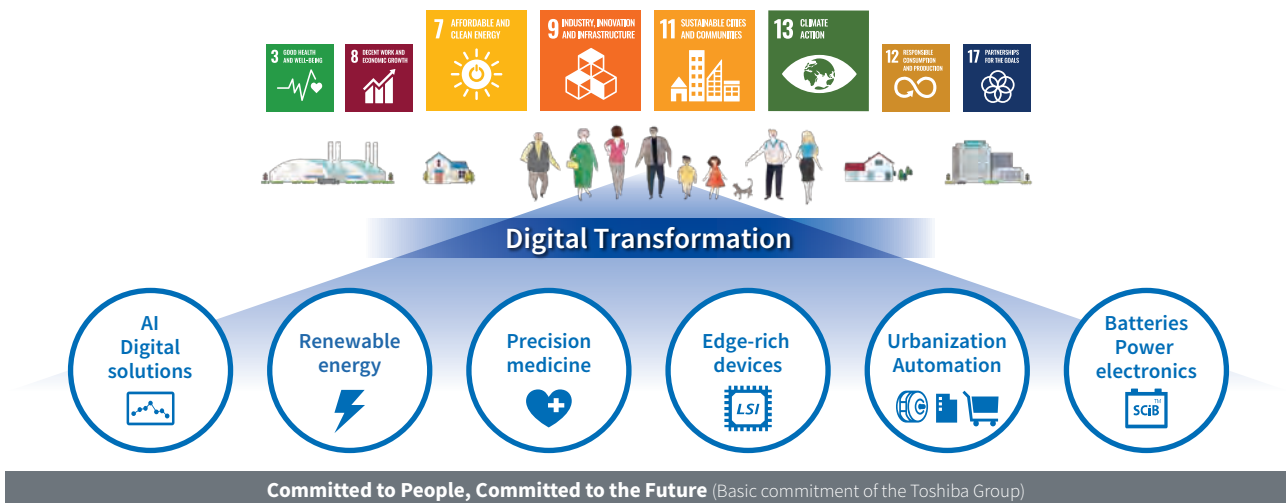 3 GOOD HEALTH
AND WELL-BEING
8 DECENT WORK AND
ECONOMIC GROWTH
7 AFFORDABLE AND
CLEAN ENERGY
9 INDUSTRY, INNOVATION
AND INFRASTRUCTURE
11 SUSTAINABLE CITIES
AND COMMUNITIES
13 CLIMATE
ACTION
12 RESPONSIBLE
CONSUMPTION
AND PRODUCTION
17 PARTNERSHIPS
FOR THE GOALS
Digital Transformation
AI
Digital
solutions
Renewable
energy
Precision
medicine
Edge-rich
devices
LSI
Urbanization
Automation
Batteries
Power
electronics
SCiB™
Committed to People, Committed to the Future (Basic commitment of the Toshiba Group)